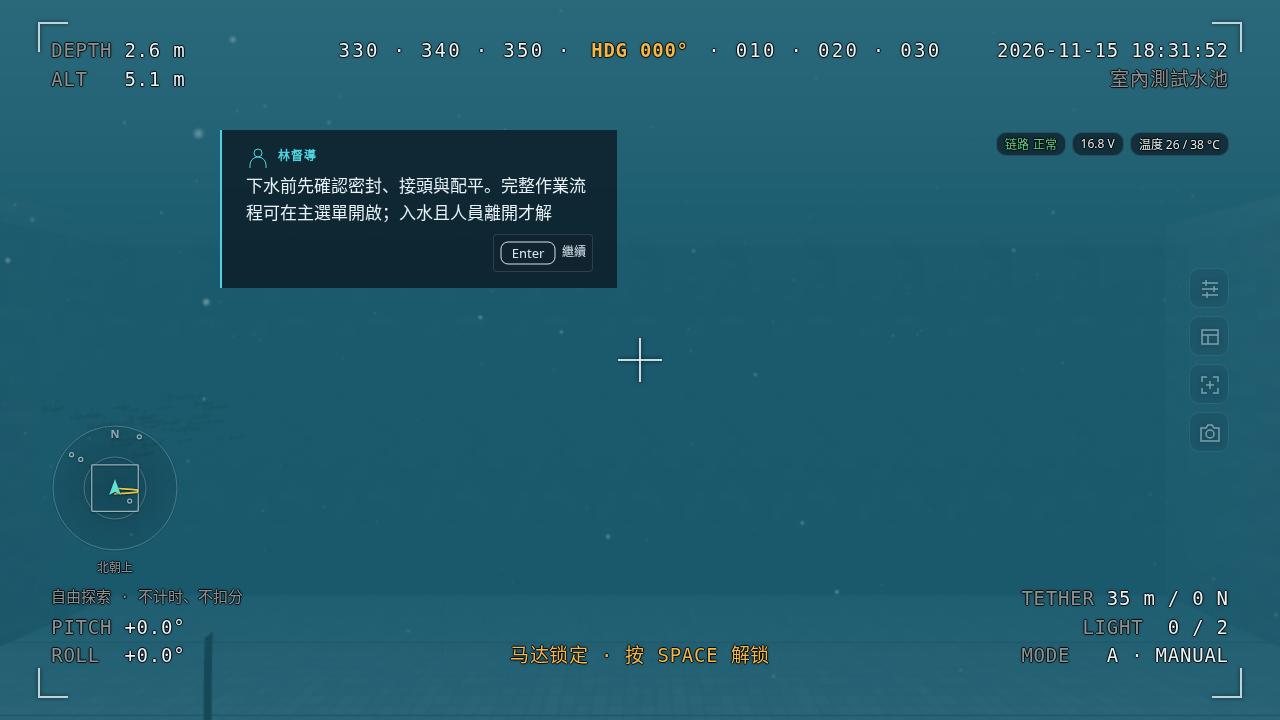 DEPTH 2.6 m
330 · 340 · 350 · HDG 000° · 010 · 020 · 030
2026-11-15 18:31:52
ALT 5.1 m
室內測試水池
链路 正常
16.8 V
温度 26 / 38 °C
林督導
下水前先確認密封、接頭與配平。完整作業流
程可在主選單開啟；入水且人員離開才解
Enter 繼續
N
北朝上
自由探索 · 不计时、不扣分
PITCH +0.0°
ROLL +0.0°
马达锁定 · 按 SPACE 解锁
TETHER 35 m / 0 N
LIGHT 0 / 2
MODE A · MANUAL